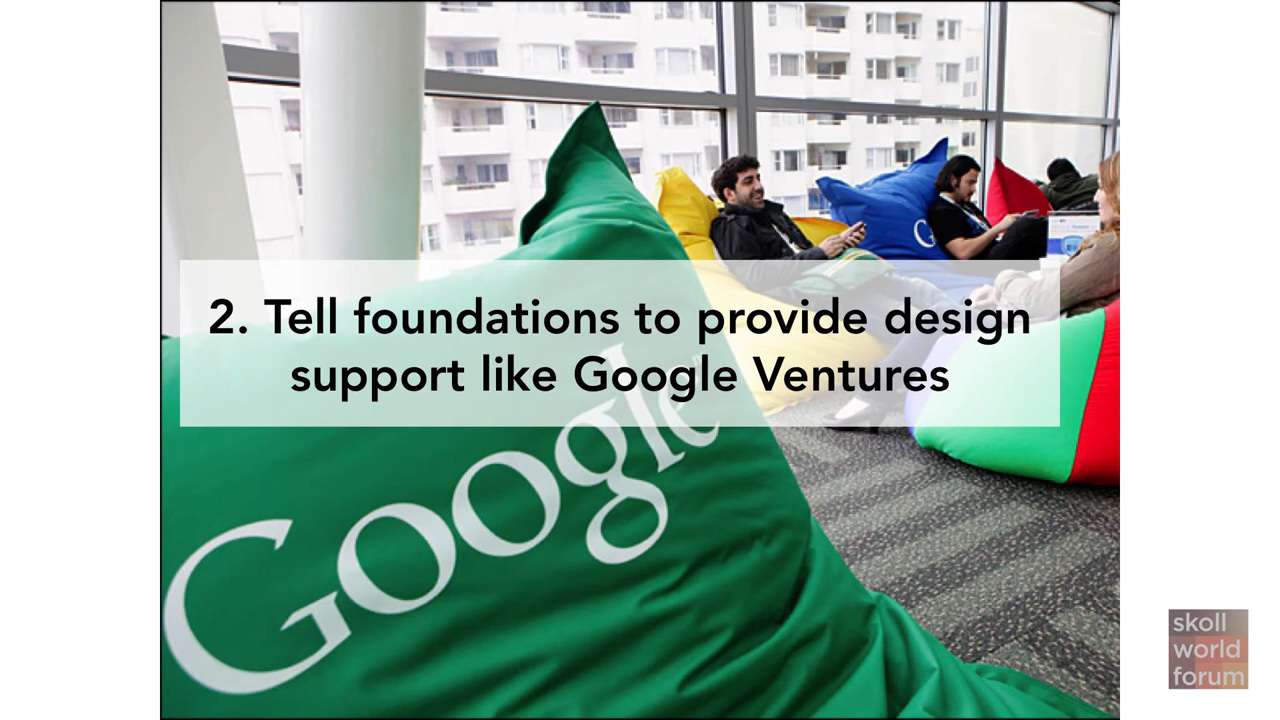 2. Tell foundations to provide design
support like Google Ventures
Google
G
skoll
world
forum